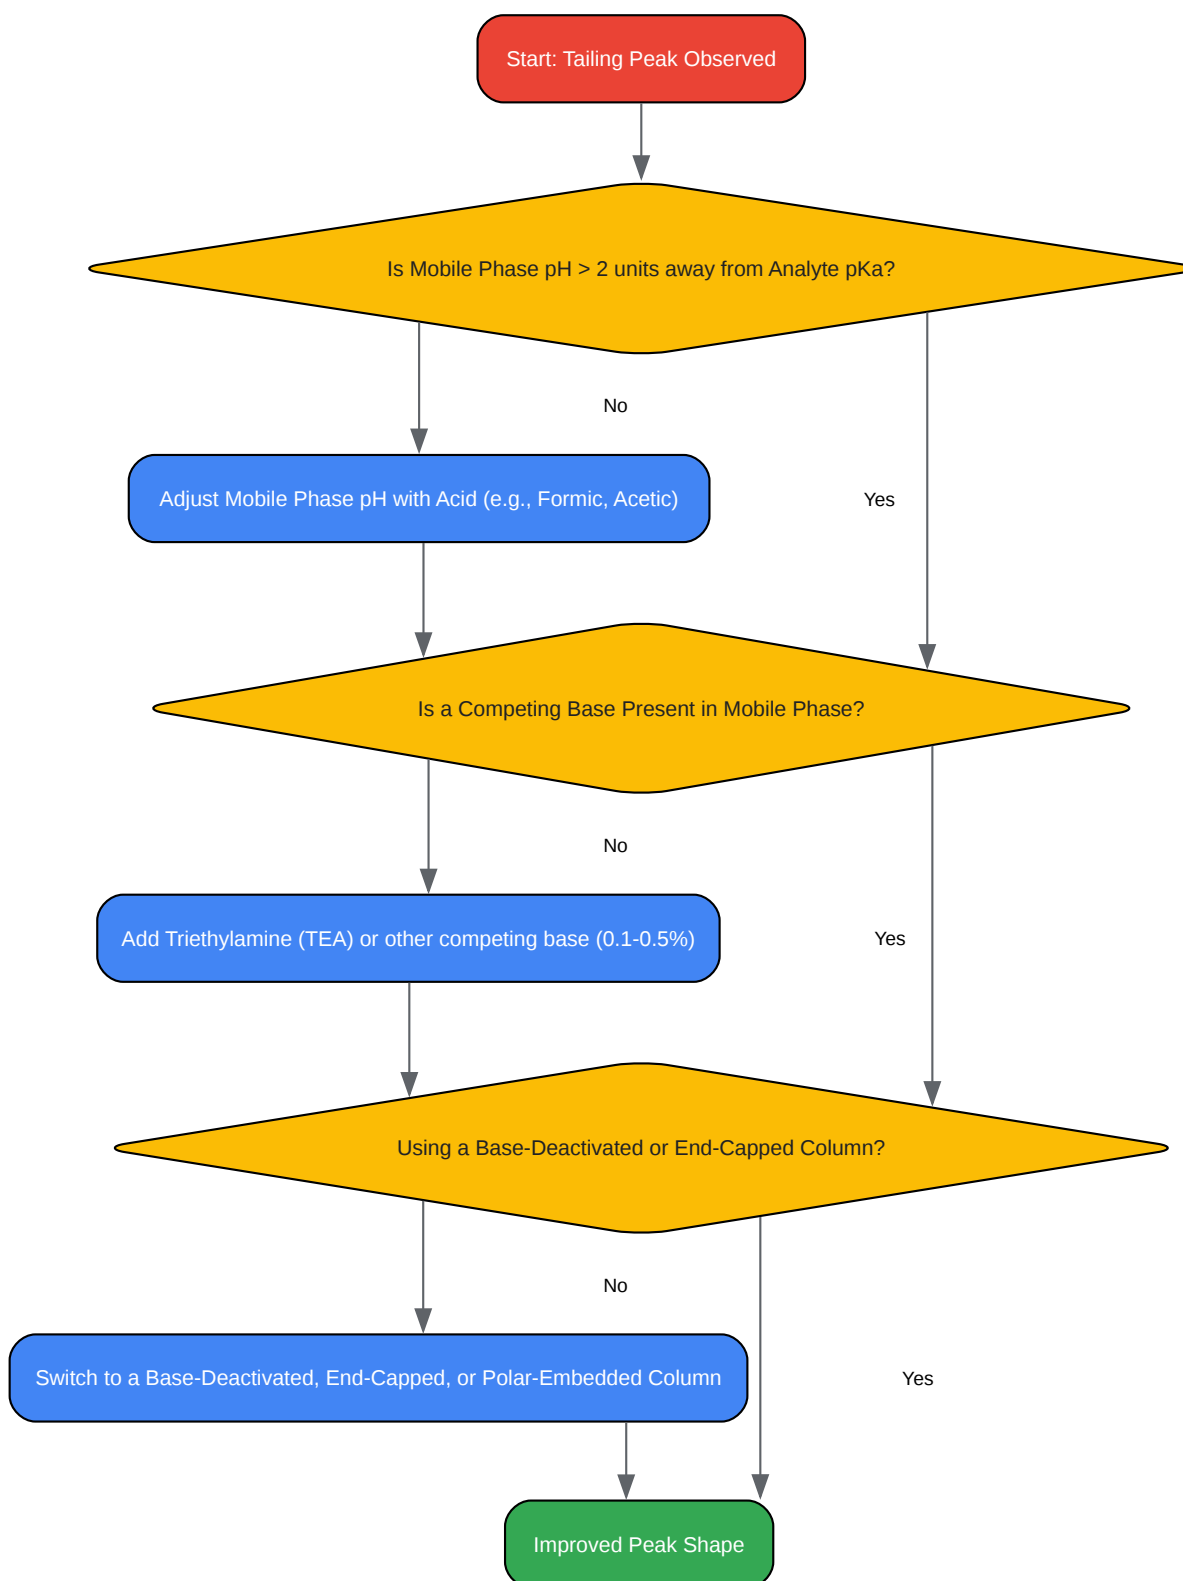 Start: Tailing Peak Observed
Is Mobile Phase pH > 2 units away from Analyte pKa?
No
Adjust Mobile Phase pH with Acid (e.g., Formic, Acetic)
Yes
Is a Competing Base Present in Mobile Phase?
No
Add Triethylamine (TEA) or other competing base (0.1-0.5%)
Yes
Using a Base-Deactivated or End-Capped Column?
No
Switch to a Base-Deactivated, End-Capped, or Polar-Embedded Column
Yes
Improved Peak Shape